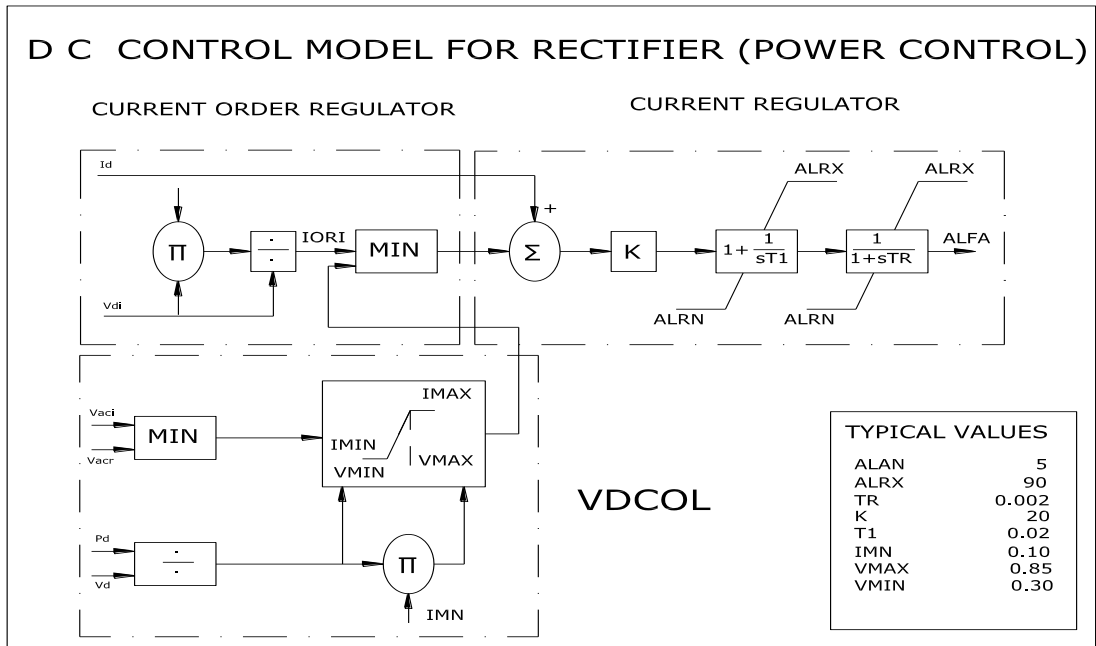 D C CONTROL MODEL FOR RECTIFIER (POWER CONTROL)
CURRENT ORDER REGULATOR
CURRENT REGULATOR
Id
Π
÷
IORI
MIN
Vdi
+
Σ
K
ALRX
1+ 1/sT1
ALRN
ALRX
1/1+sTR
ALRN
ALFA
Vaci
Vacr
MIN
IMAX
IMIN
VMIN
VMAX
VDCOL
Pd
Vd
÷
Π
IMN
TYPICAL VALUES
ALAN 5
ALRX 90
TR 0.002
K 20
T1 0.02
IMN 0.10
VMAX 0.85
VMIN 0.30